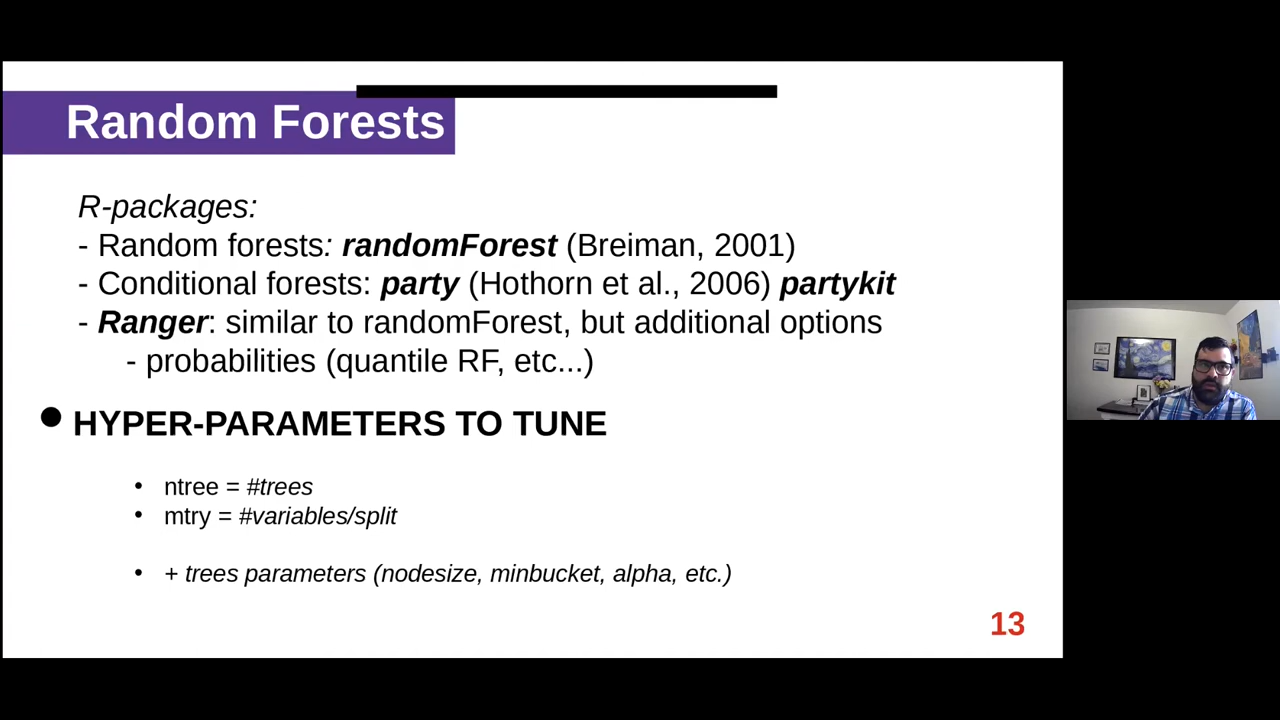 Random Forests
R-packages:
- Random forests: randomForest (Breiman, 2001)
- Conditional forests: party (Hothorn et al., 2006) partykit
- Ranger: similar to randomForest, but additional options
- probabilities (quantile RF, etc...)
● HYPER-PARAMETERS TO TUNE
• ntree = #trees
• mtry = #variables/split
• + trees parameters (nodesize, minbucket, alpha, etc.)
13